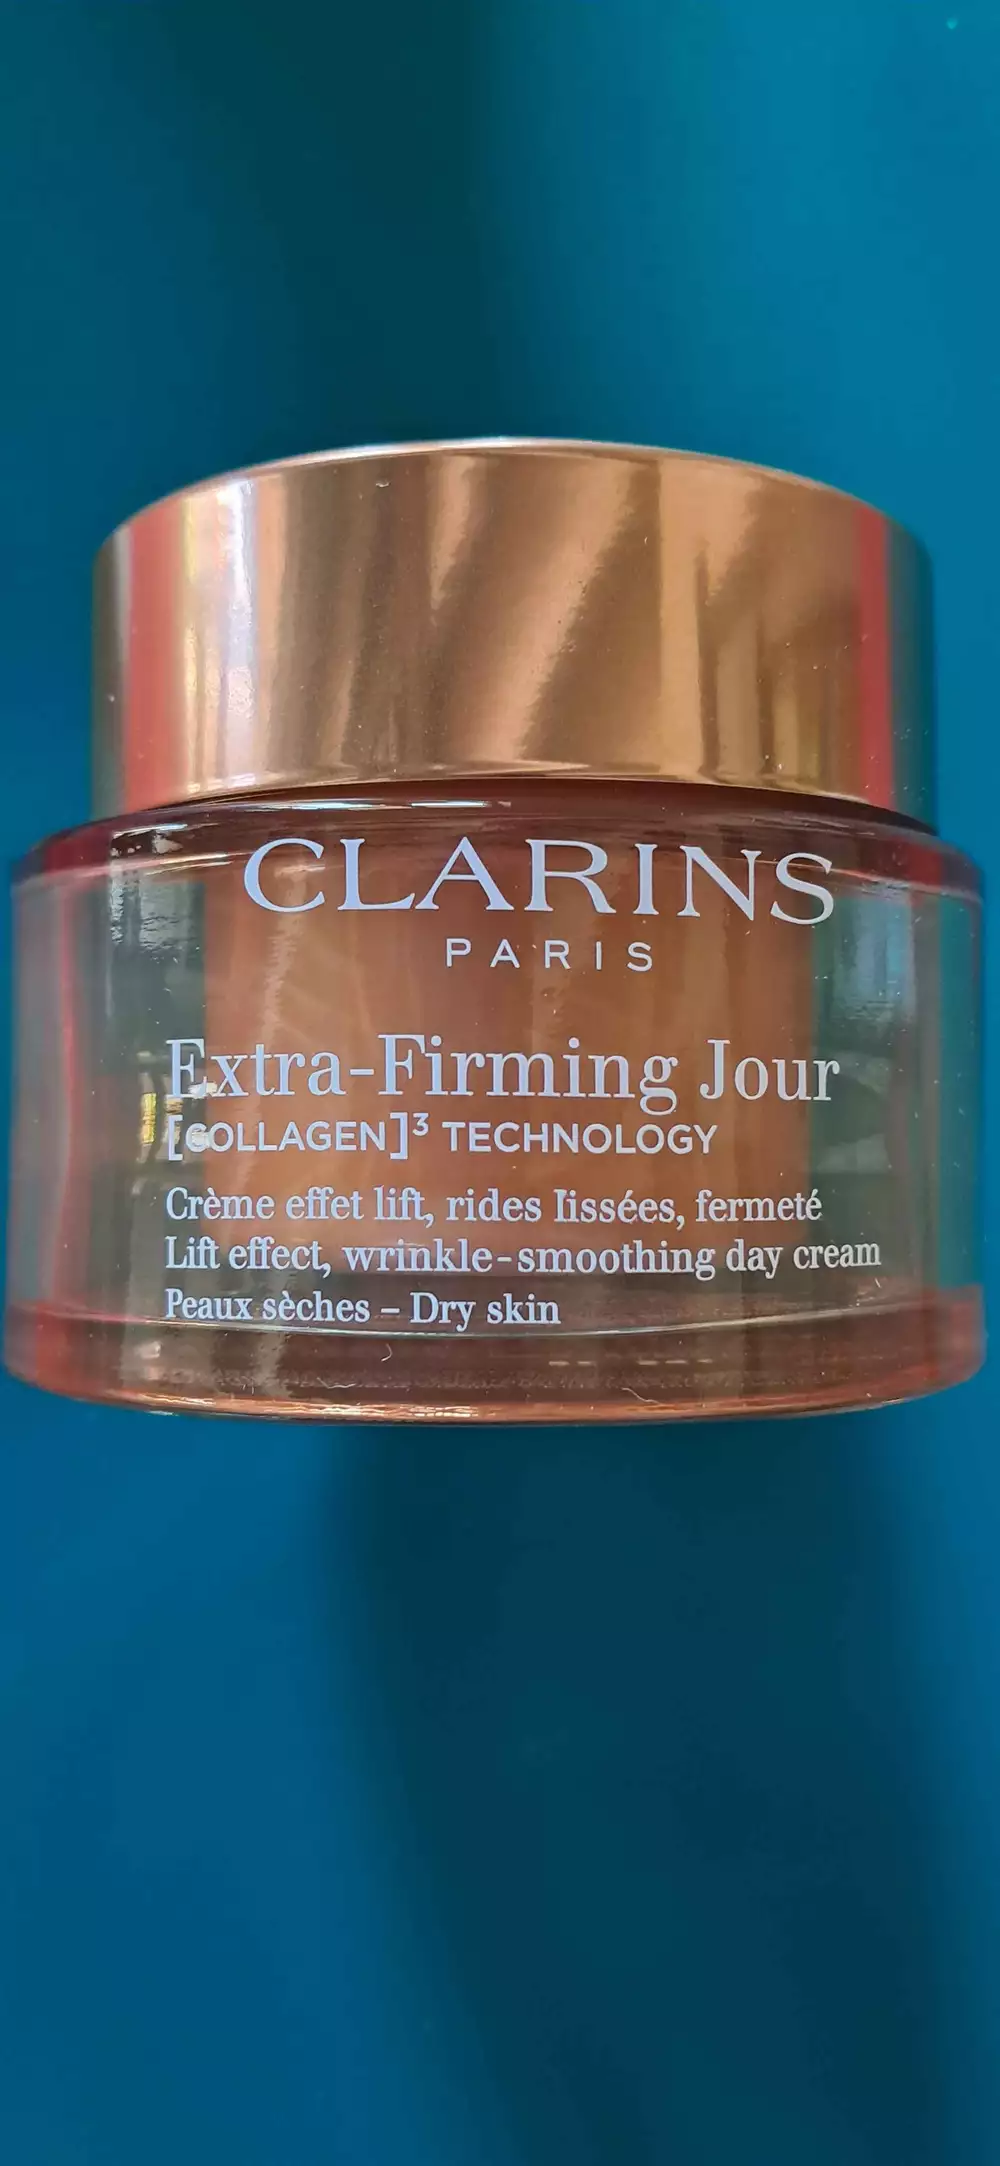 CLARINS
PARIS
Extra-Firming Jour
[COLLAGEN]³ TECHNOLOGY
Crème effet lift, rides lissées, fermeté
Lift effect, wrinkle-smoothing day cream
Peaux sèches – Dry skin